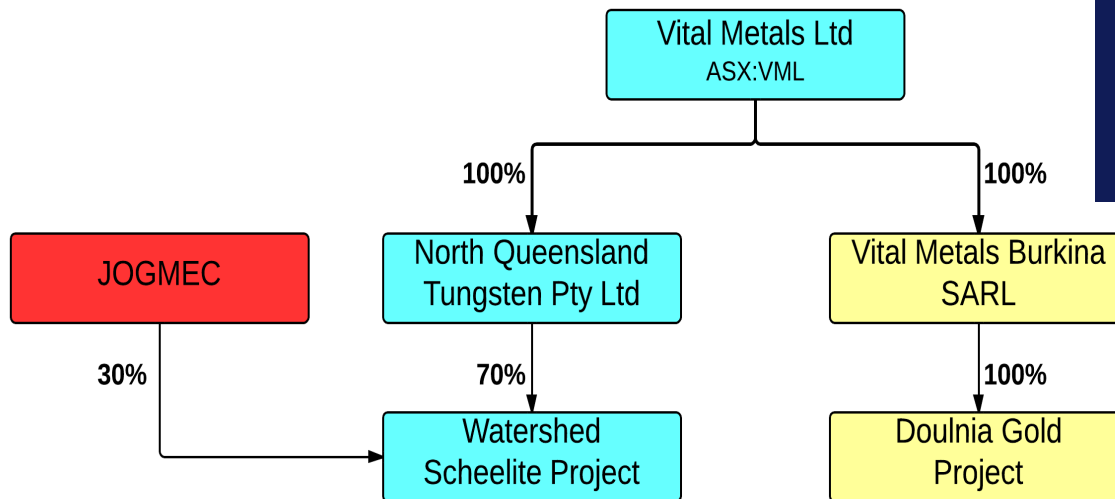 Vital Metals Ltd
ASX:VML
100%
100%
JOGMEC
North Queensland
Tungsten Pty Ltd
Vital Metals Burkina
SARL
30%
70%
100%
Watershed
Scheelite Project
Doulnia Gold
Project